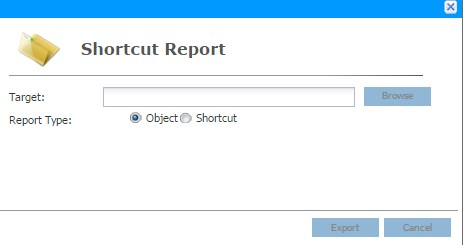 Shortcut Report
Target:
Browse
Report Type:
Object
Shortcut
Export
Cancel